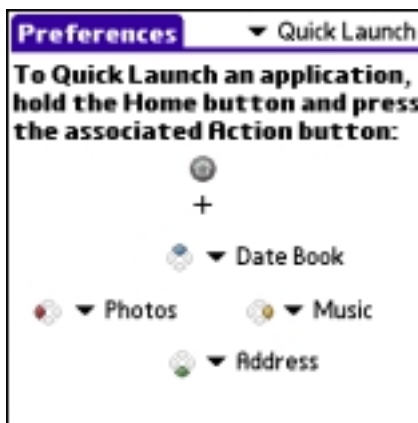 Preferences Quick Launch
To Quick Launch an application,
hold the Home button and press
the associated Action button:
+
Date Book
Photos Music
Address